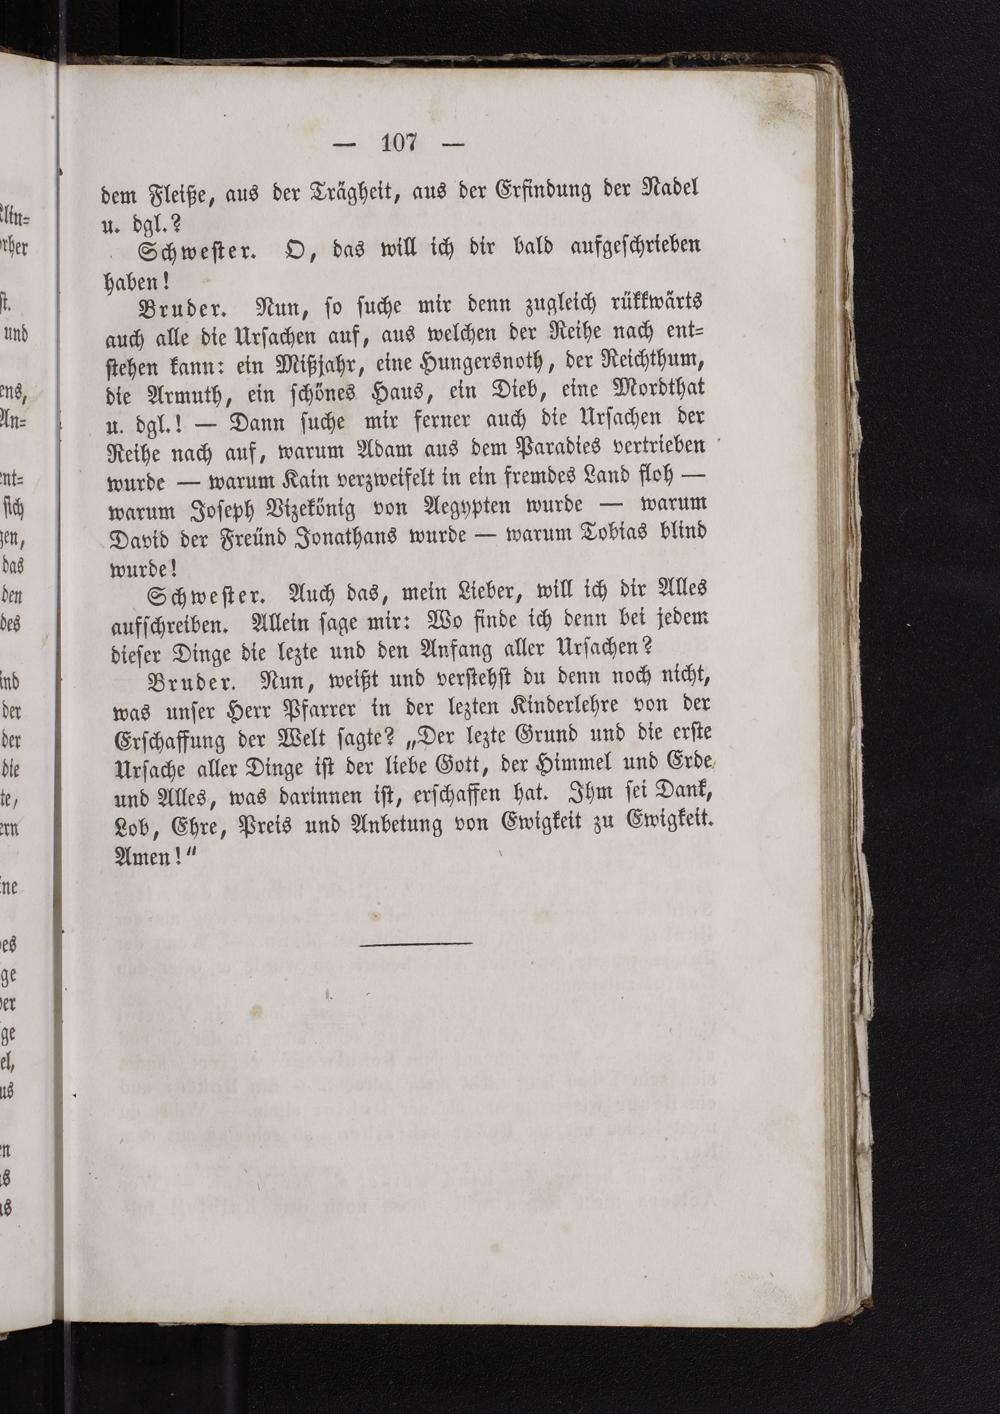 — 107 —
dem Fleiße, aus der Trägheit, aus der Erfindung der Nadel
u. dgl.?
Schwester. O, das will ich dir bald aufgeschrieben
haben!
Bruder. Nun, so suche mir denn zugleich rükkwärts
auch alle die Ursachen auf, aus welchen der Reihe nach ent=
stehen kann: ein Mißjahr, eine Hungersnoth, der Reichthum,
die Armuth, ein schönes Haus, ein Dieb, eine Mordthat
u. dgl.! — Dann suche mir ferner auch die Ursachen der
Reihe nach auf, warum Adam aus dem Paradies vertrieben
wurde — warum Kain verzweifelt in ein fremdes Land floh —
warum Joseph Vizekönig von Aegypten wurde — warum
David der Freünd Jonathans wurde — warum Tobias blind
wurde!
Schwester. Auch das, mein Lieber, will ich dir Alles
aufschreiben. Allein sage mir: Wo finde ich denn bei jedem
dieser Dinge die lezte und den Anfang aller Ursachen?
Bruder. Nun, weißt und verstehst du denn noch nicht,
was unser Herr Pfarrer in der lezten Kinderlehre von der
Erschaffung der Welt sagte? „Der lezte Grund und die erste
Ursache aller Dinge ist der liebe Gott, der Himmel und Erde
und Alles, was darinnen ist, erschaffen hat. Ihm sei Dank,
Lob, Ehre, Preis und Anbetung von Ewigkeit zu Ewigkeit.
Amen!“